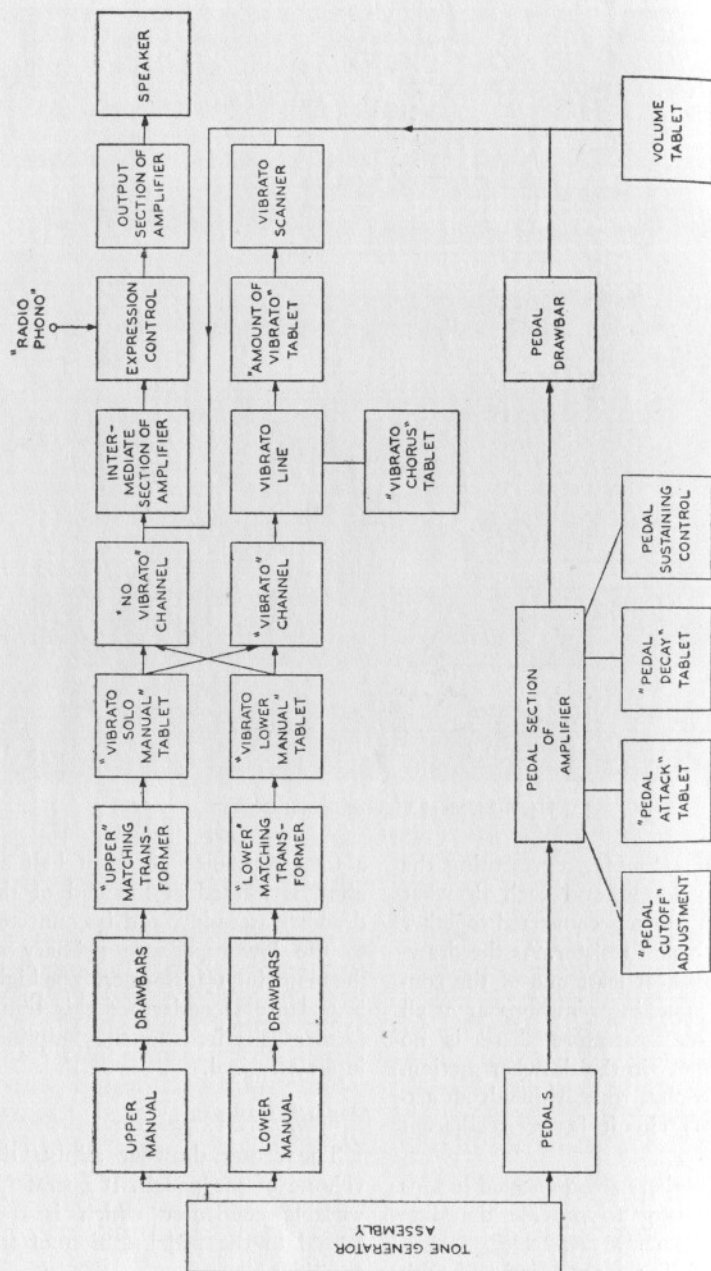 TONE GENERATOR
ASSEMBLY
UPPER
MANUAL
DRAWBARS
"UPPER"
MATCHING
TRANS-
FORMER
"VIBRATO
SOLO
MANUAL"
TABLET
"NO
VIBRATO"
CHANNEL
INTER-
MEDIATE
SECTION OF
AMPLIFIER
"RADIO
PHONO"
EXPRESSION
CONTROL
OUTPUT
SECTION OF
AMPLIFIER
SPEAKER
LOWER
MANUAL
DRAWBARS
"LOWER"
MATCHING
TRANS-
FORMER
"VIBRATO
LOWER
MANUAL"
TABLET
"VIBRATO"
CHANNEL
VIBRATO
LINE
"AMOUNT OF
VIBRATO"
TABLET
VIBRATO
SCANNER
"VIBRATO
CHORUS"
TABLET
PEDALS
PEDAL SECTION
OF
AMPLIFIER
PEDAL
DRAWBAR
"PEDAL
CUTOFF"
ADJUSTMENT
"PEDAL
ATTACK"
TABLET
"PEDAL
DECAY"
TABLET
PEDAL
SUSTAINING
CONTROL
VOLUME
TABLET